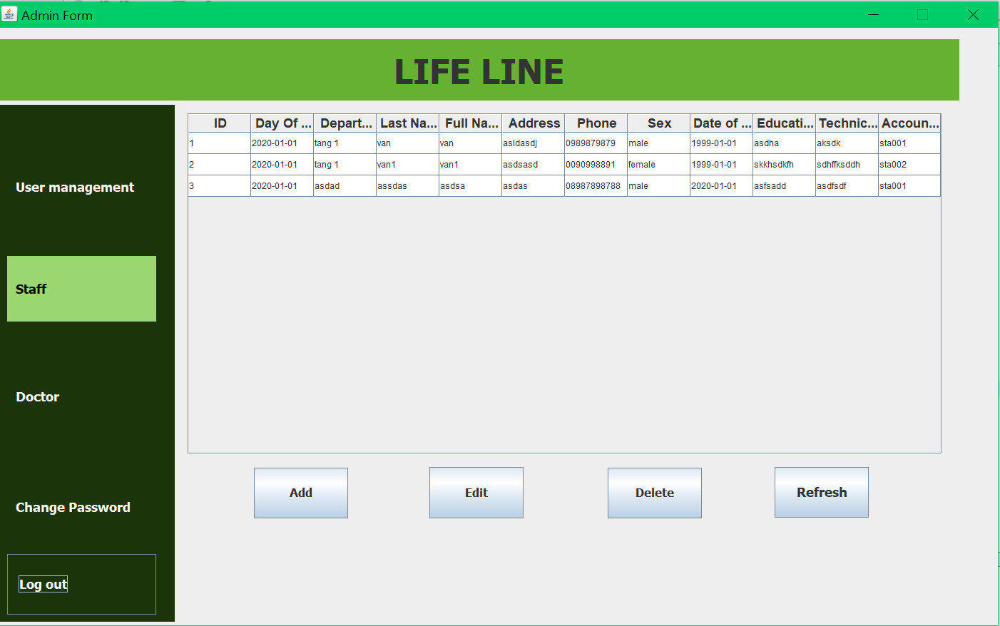 Admin Form
LIFE LINE
ID Day Of ... Depart... Last Na... Full Na... Address Phone Sex Date of ... Educati... Technic... Accoun...
1 2020-01-01 tang 1 van van asldasdj 0989879879 male 1999-01-01 asdha aksdk sta001
2 2020-01-01 tang 1 van1 van1 asdsasd 0090998891 female 1999-01-01 skkhsdkfh sdhffksddh sta002
3 2020-01-01 asdad assdas asdsa asdas 08987898788 male 2020-01-01 asfsadd asdfsdf sta001
User management
Staff
Doctor
Change Password
Log out
Add Edit Delete Refresh